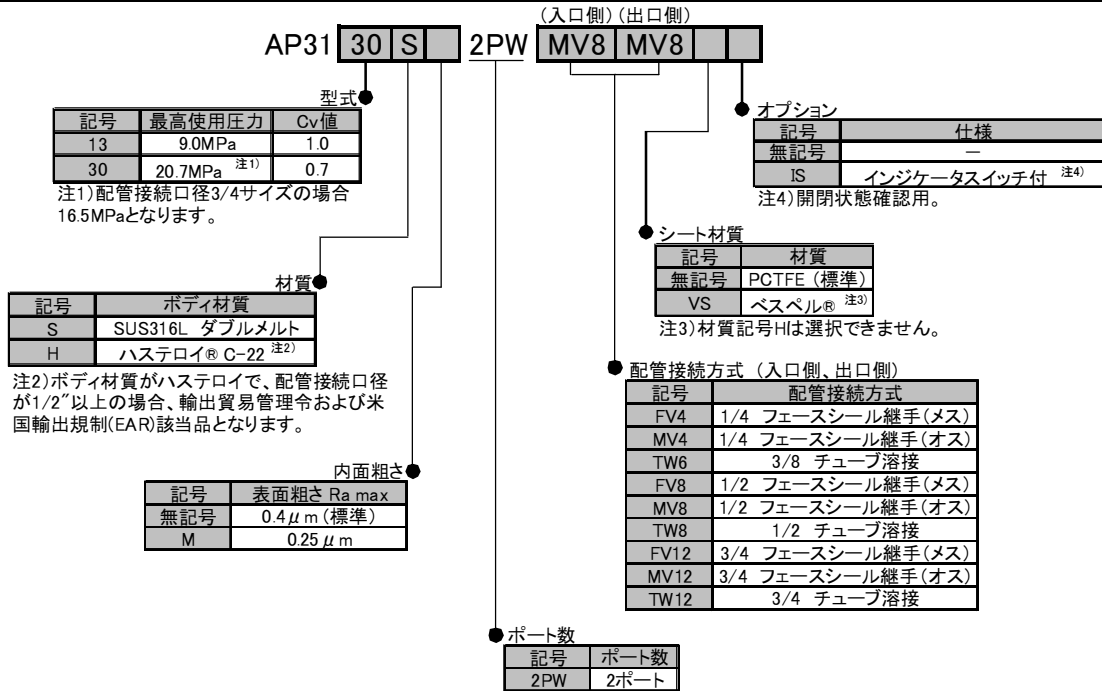 (入口側)(出口側)
AP31 30 S 2PW MV8 MV8
型式
記号 最高使用圧力 Cv値
13 9.0MPa 1.0
30 20.7MPa 注1) 0.7
注1)配管接続口径3/4サイズの場合
16.5MPaとなります。
オプション
記号 仕様
無記号 ―
IS インジケータスイッチ付 注4)
注4)開閉状態確認用。
シート材質
記号 材質
無記号 PCTFE (標準)
VS ベスペル® 注3)
注3)材質記号Hは選択できません。
材質
記号 ボディ材質
S SUS316L ダブルメルト
H ハステロイ® C-22 注2)
注2)ボディ材質がハステロイで、配管接続口径
が1/2″以上の場合、輸出貿易管理令および米
国輸出規制(EAR)該当品となります。
配管接続方式 (入口側、出口側)
記号 配管接続方式
FV4 1/4 フェースシール継手(メス)
MV4 1/4 フェースシール継手(オス)
TW6 3/8 チューブ溶接
FV8 1/2 フェースシール継手(メス)
MV8 1/2 フェースシール継手(オス)
TW8 1/2 チューブ溶接
FV12 3/4 フェースシール継手(メス)
MV12 3/4 フェースシール継手(オス)
TW12 3/4 チューブ溶接
内面粗さ
記号 表面粗さ Ra max
無記号 0.4μm(標準)
M 0.25μm
ポート数
記号 ポート数
2PW 2ポート